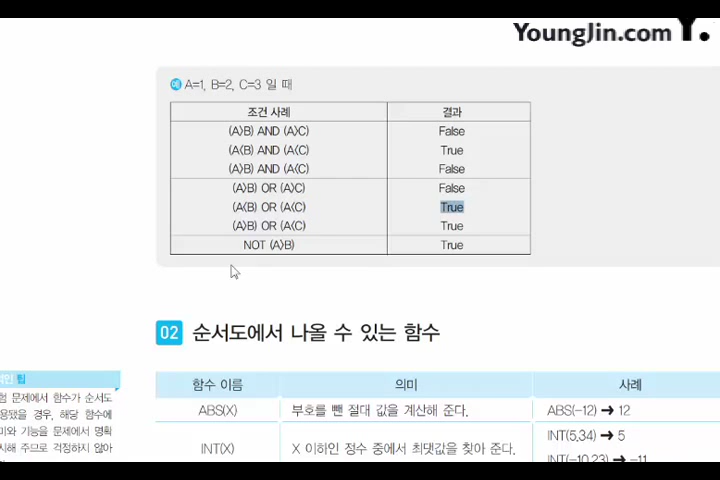 YoungJin.com Y.
예 A=1, B=2, C=3 일 때
조건 사례 결과
(A>B) AND (A>C) False
(A<B) AND (A<C) True
(A>B) AND (A<C) False
(A>B) OR (A>C) False
(A<B) OR (A<C) True
(A>B) OR (A<C) True
NOT (A>B) True
02 순서도에서 나올 수 있는 함수
팁
험 문제에서 함수가 순서도
용됐을 경우, 해당 함수에
미와 기능을 문제에서 명확
시해 주므로 걱정하지 않아
함수 이름 의미 사례
ABS(X) 부호를 뺀 절대 값을 계산해 준다. ABS(-12) ➜ 12
INT(X) X 이하인 정수 중에서 최댓값을 찾아 준다. INT(5.34) ➜ 5
INT(-10.23) ➜ -11